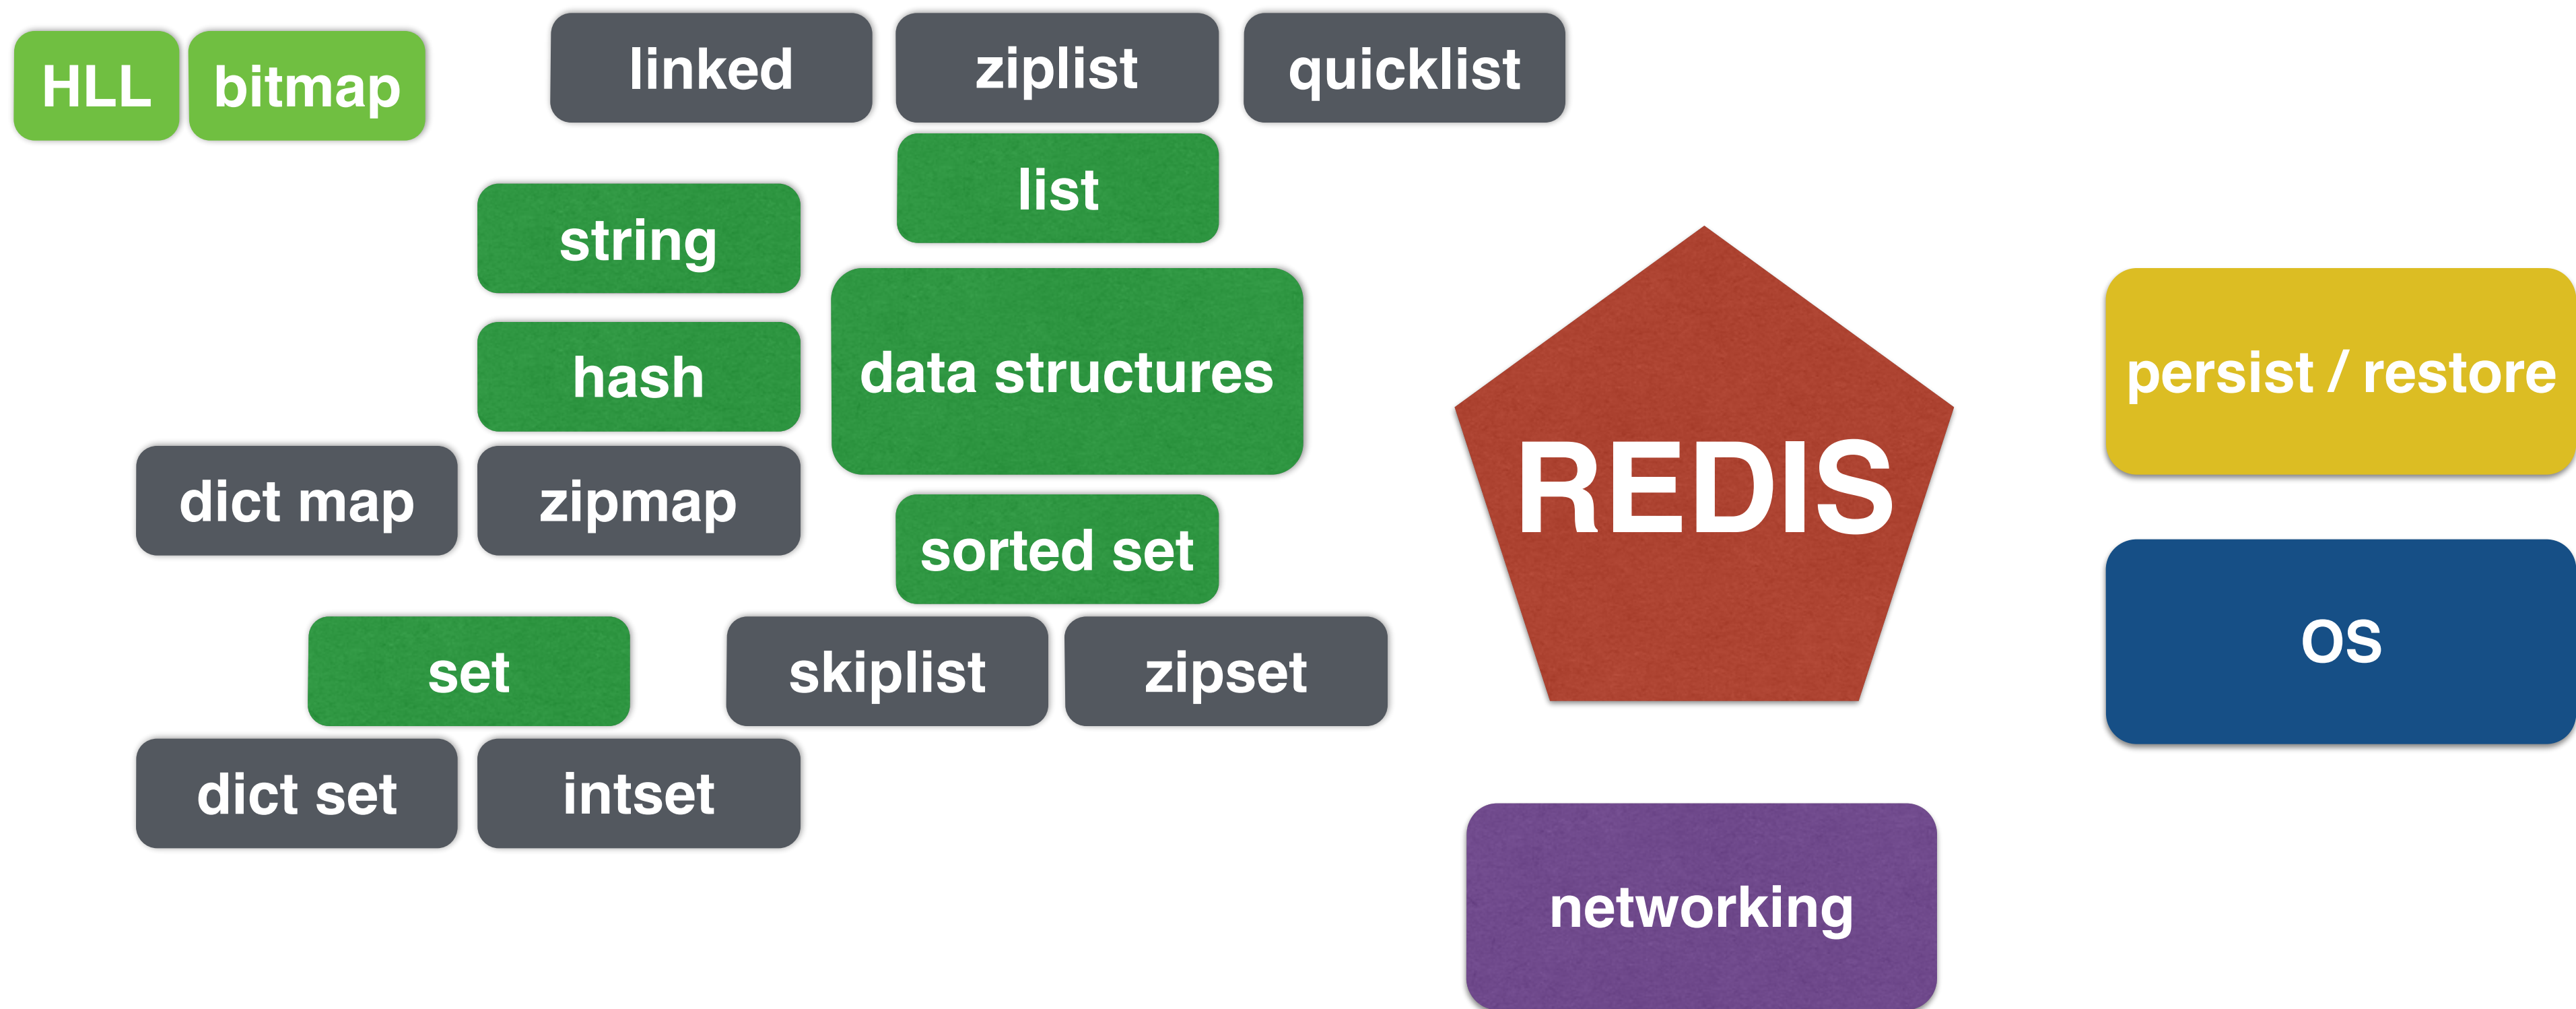 HLL
bitmap
linked
ziplist
quicklist
list
string
hash
data structures
dict map
zipmap
sorted set
set
skiplist
zipset
dict set
intset
REDIS
persist / restore
OS
networking